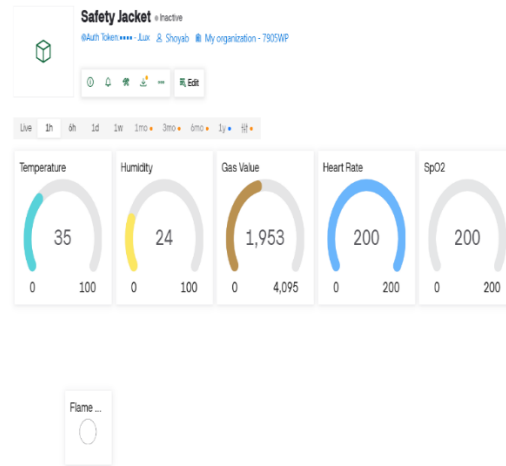 Safety Jacket Inactive
@Auth Token •••• - JLux Shoyab My organization - 7905WP
Edit
Live 1h 6h 1d 1w 1mo 3mo 6mo 1y
Temperature Humidity Gas Value Heart Rate SpO2
35 24 1,953 200 200
0 100 0 100 0 4,095 0 200 0 200
Flame ...